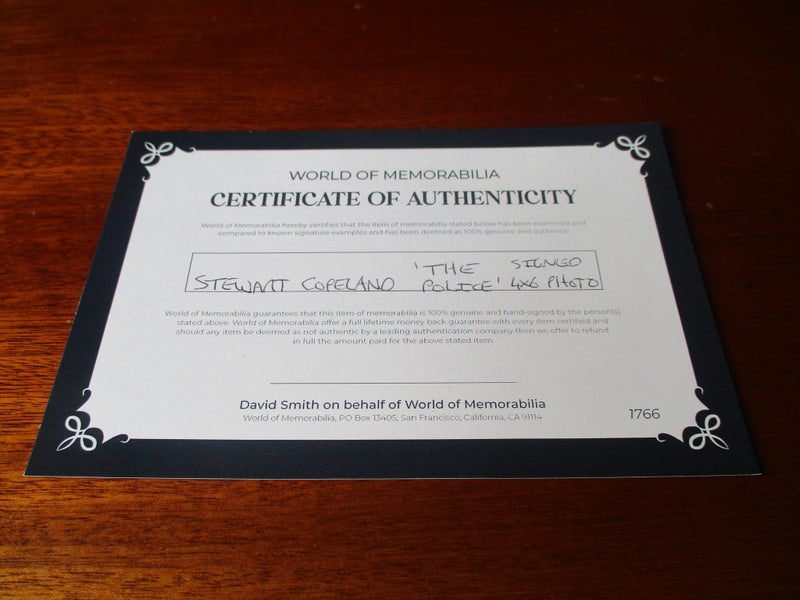 WORLD OF MEMORABILIA
CERTIFICATE OF AUTHENTICITY
World of Memorabilia hereby certifies that the item of memorabilia stated below has been examined and
compared to known signature examples and has been deemed as 100% genuine and authentic.
'THE SIGNED
STEWART COPELAND POLICE' 4x6 PHOTO
World of Memorabilia guarantees that this item of memorabilia is 100% genuine and hand-signed by the person(s)
stated above. World of Memorabilia offer a full lifetime money back guarantee with every item certified and
should any item be deemed as not authentic by a leading authentication company then we offer to refund
in full the amount paid for the above stated item.
David Smith on behalf of World of Memorabilia
World of Memorabilia, PO Box 13405, San Francisco, California, CA 91114
1766